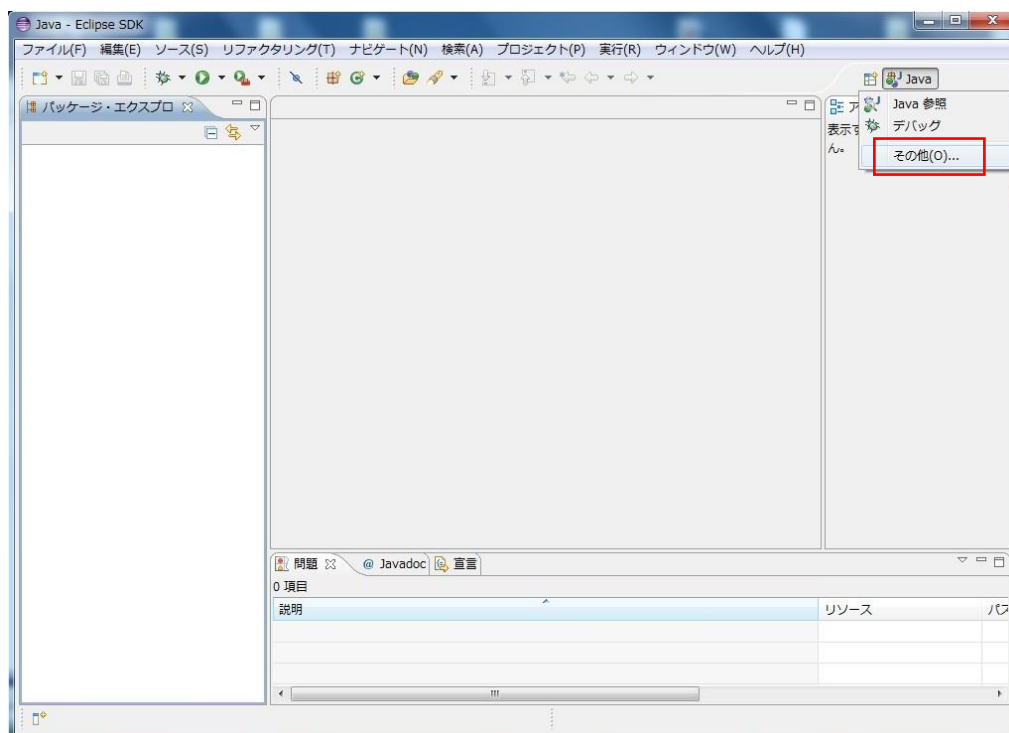 Java - Eclipse SDK
ファイル(F) 編集(E) ソース(S) リファクタリング(T) ナビゲート(N) 検索(A) プロジェクト(P) 実行(R) ウィンドウ(W) ヘルプ(H)
Java
パッケージ・エクスプロ
ア
Java 参照
表示す
デバッグ
ん。
その他(O)...
問題 @ Javadoc 宣言
0 項目
説明 リソース パス